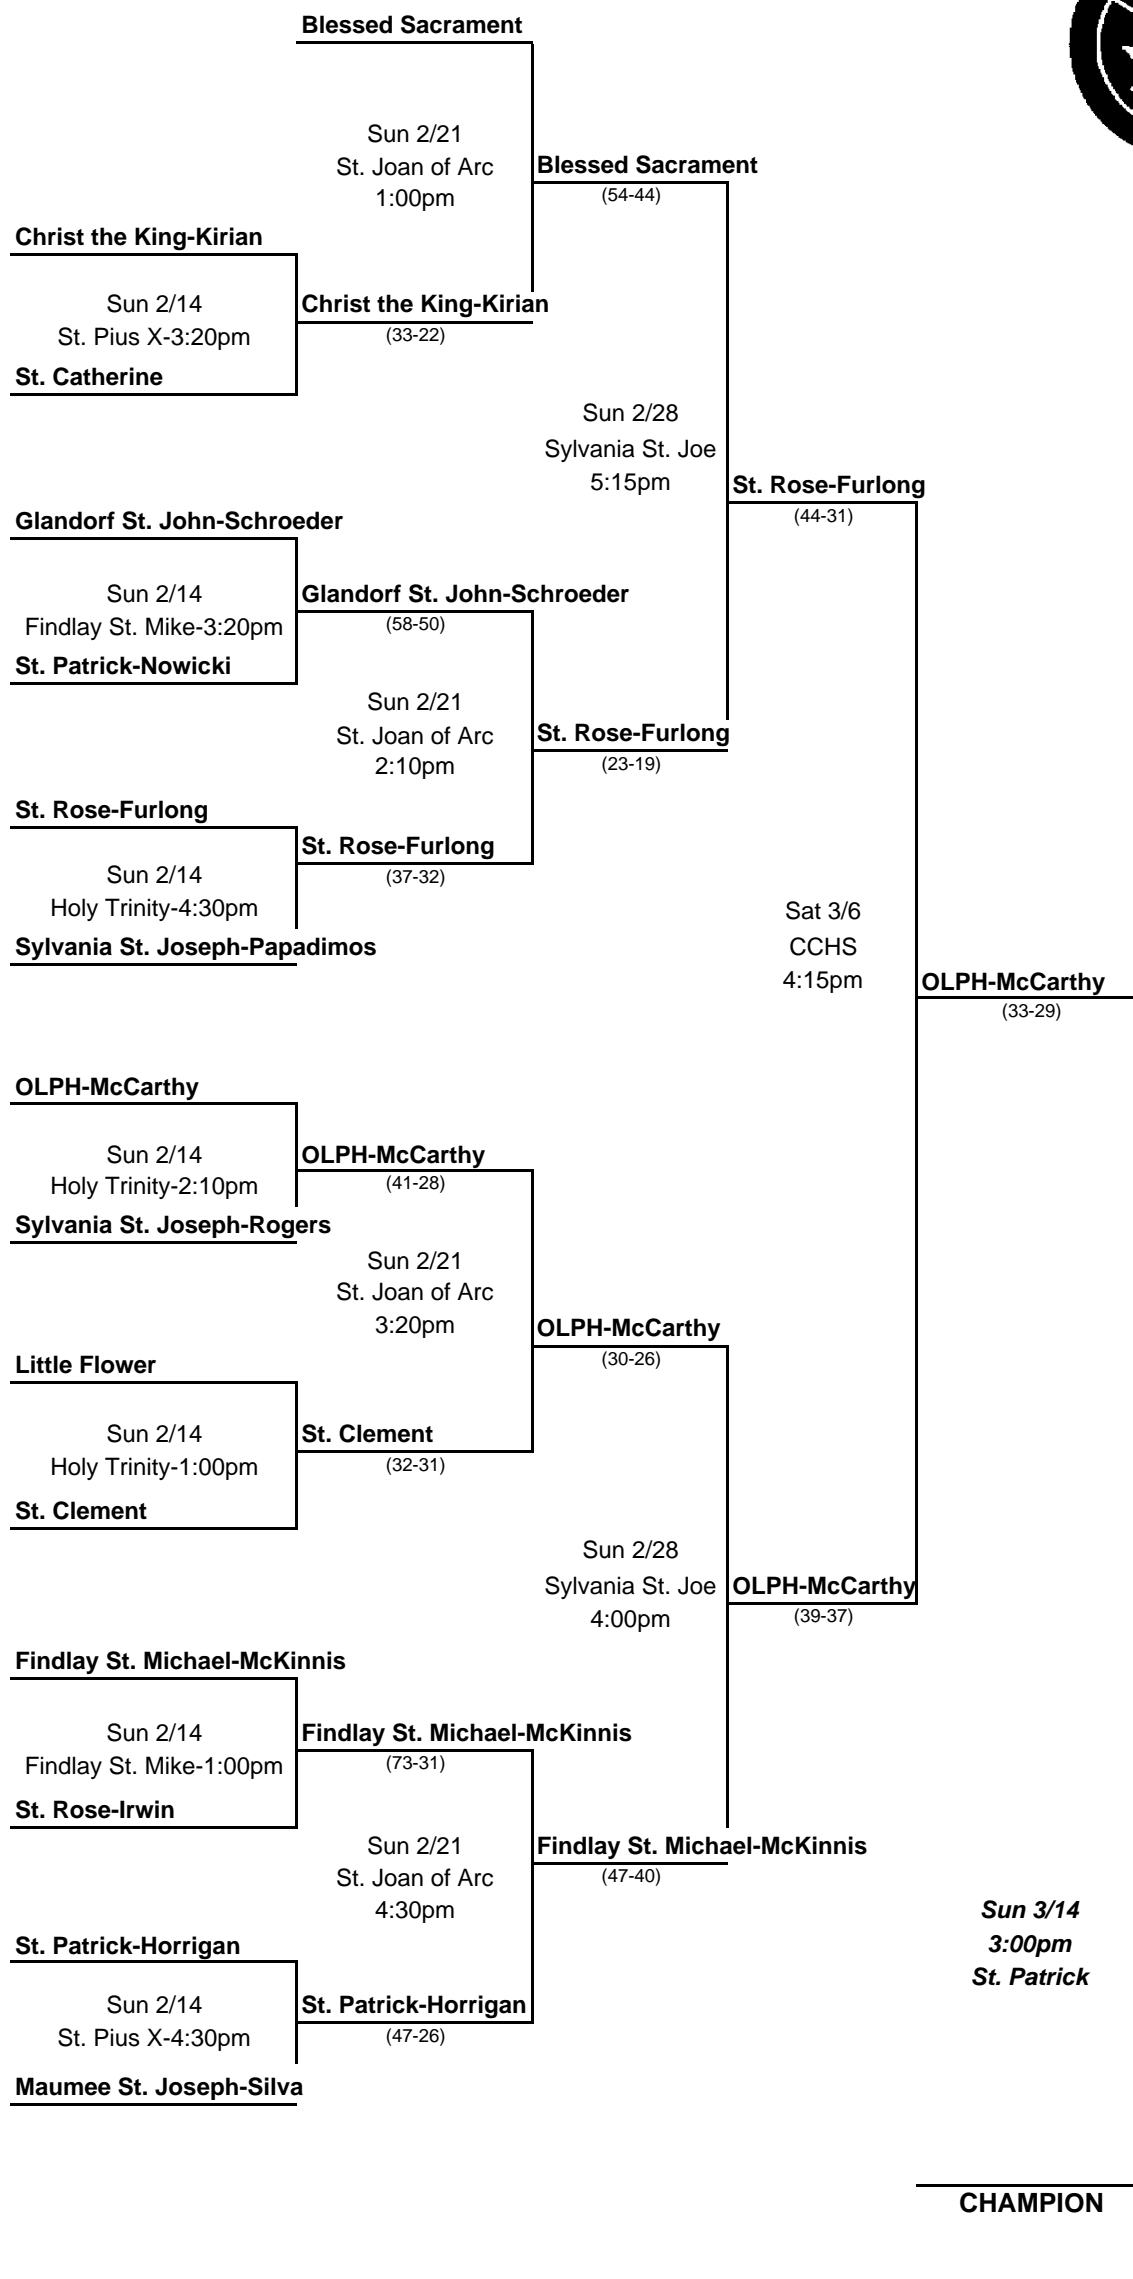 Blessed Sacrament
Sun 2/21
St. Joan of Arc
1:00pm
Blessed Sacrament
(54-44)
Christ the King-Kirian
Sun 2/14
St. Pius X-3:20pm
St. Catherine
Christ the King-Kirian
(33-22)
Sun 2/28
Sylvania St. Joe
5:15pm
St. Rose-Furlong
(44-31)
Glandorf St. John-Schroeder
Sun 2/14
Findlay St. Mike-3:20pm
St. Patrick-Nowicki
Glandorf St. John-Schroeder
(58-50)
Sun 2/21
St. Joan of Arc
2:10pm
St. Rose-Furlong
(23-19)
St. Rose-Furlong
Sun 2/14
Holy Trinity-4:30pm
Sylvania St. Joseph-Papadimos
St. Rose-Furlong
(37-32)
Sat 3/6
CCHS
4:15pm
OLPH-McCarthy
(33-29)
OLPH-McCarthy
Sun 2/14
Holy Trinity-2:10pm
Sylvania St. Joseph-Rogers
OLPH-McCarthy
(41-28)
Sun 2/21
St. Joan of Arc
3:20pm
OLPH-McCarthy
(30-26)
Little Flower
Sun 2/14
Holy Trinity-1:00pm
St. Clement
St. Clement
(32-31)
Sun 2/28
Sylvania St. Joe
4:00pm
OLPH-McCarthy
(39-37)
Findlay St. Michael-McKinnis
Sun 2/14
Findlay St. Mike-1:00pm
St. Rose-Irwin
Findlay St. Michael-McKinnis
(73-31)
Sun 2/21
St. Joan of Arc
4:30pm
Findlay St. Michael-McKinnis
(47-40)
St. Patrick-Horrigan
Sun 2/14
St. Pius X-4:30pm
Maumee St. Joseph-Silva
St. Patrick-Horrigan
(47-26)
Sun 3/14
3:00pm
St. Patrick
CHAMPION